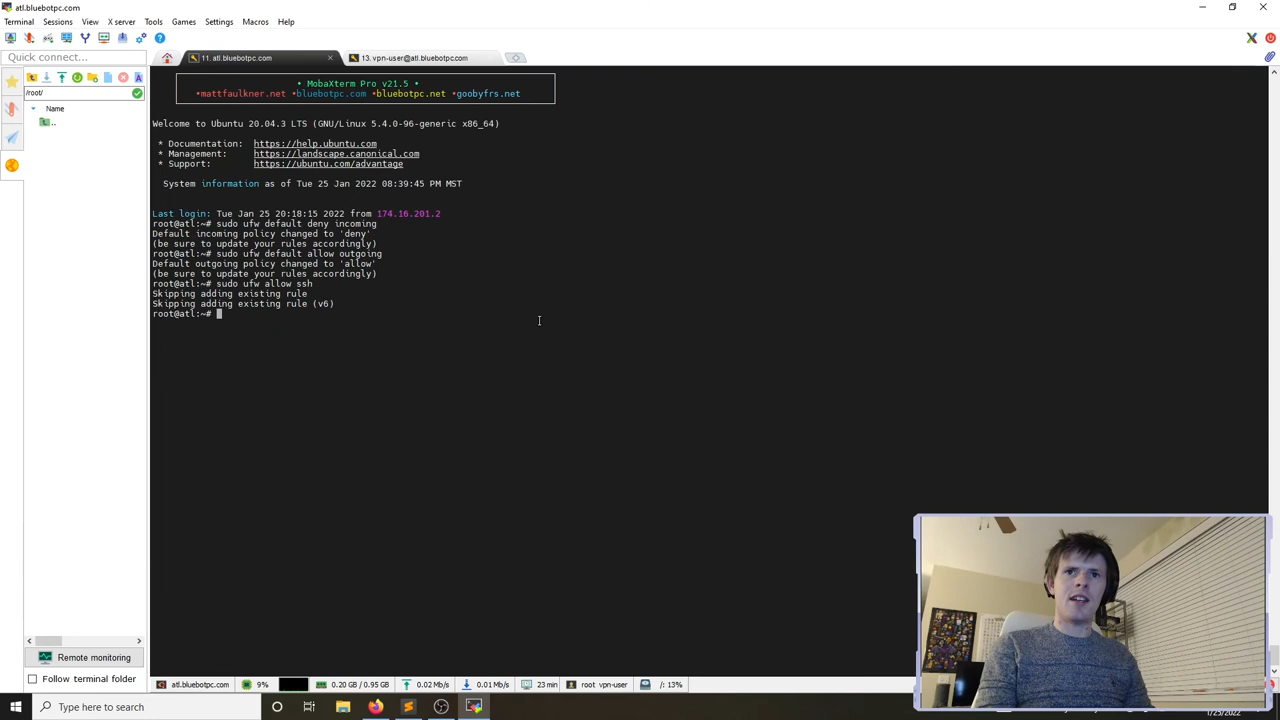 atl.bluebotpc.com
Terminal Sessions View X server Tools Games Settings Macros Help
Quick connect...
11. atl.bluebotpc.com
13. vpn-user@atl.bluebotpc.com
/root/
Name
..
• MobaXterm Pro v21.5 •
•mattfaulkner.net •bluebotpc.com •bluebotpc.net •goobyfrs.net
Welcome to Ubuntu 20.04.3 LTS (GNU/Linux 5.4.0-96-generic x86_64)
* Documentation: https://help.ubuntu.com
* Management: https://landscape.canonical.com
* Support: https://ubuntu.com/advantage
System information as of Tue 25 Jan 2022 08:39:45 PM MST
Last login: Tue Jan 25 20:18:15 2022 from 174.16.201.2
root@atl:~# sudo ufw default deny incoming
Default incoming policy changed to 'deny'
(be sure to update your rules accordingly)
root@atl:~# sudo ufw default allow outgoing
Default outgoing policy changed to 'allow'
(be sure to update your rules accordingly)
root@atl:~# sudo ufw allow ssh
Skipping adding existing rule
Skipping adding existing rule (v6)
root@atl:~#
Remote monitoring
Follow terminal folder
atl.bluebotpc.com 9% 0.20 GB / 0.95 GB 0.02 Mb/s 0.01 Mb/s 23 min root vpn-user /: 13%
Type here to search
1/25/2022